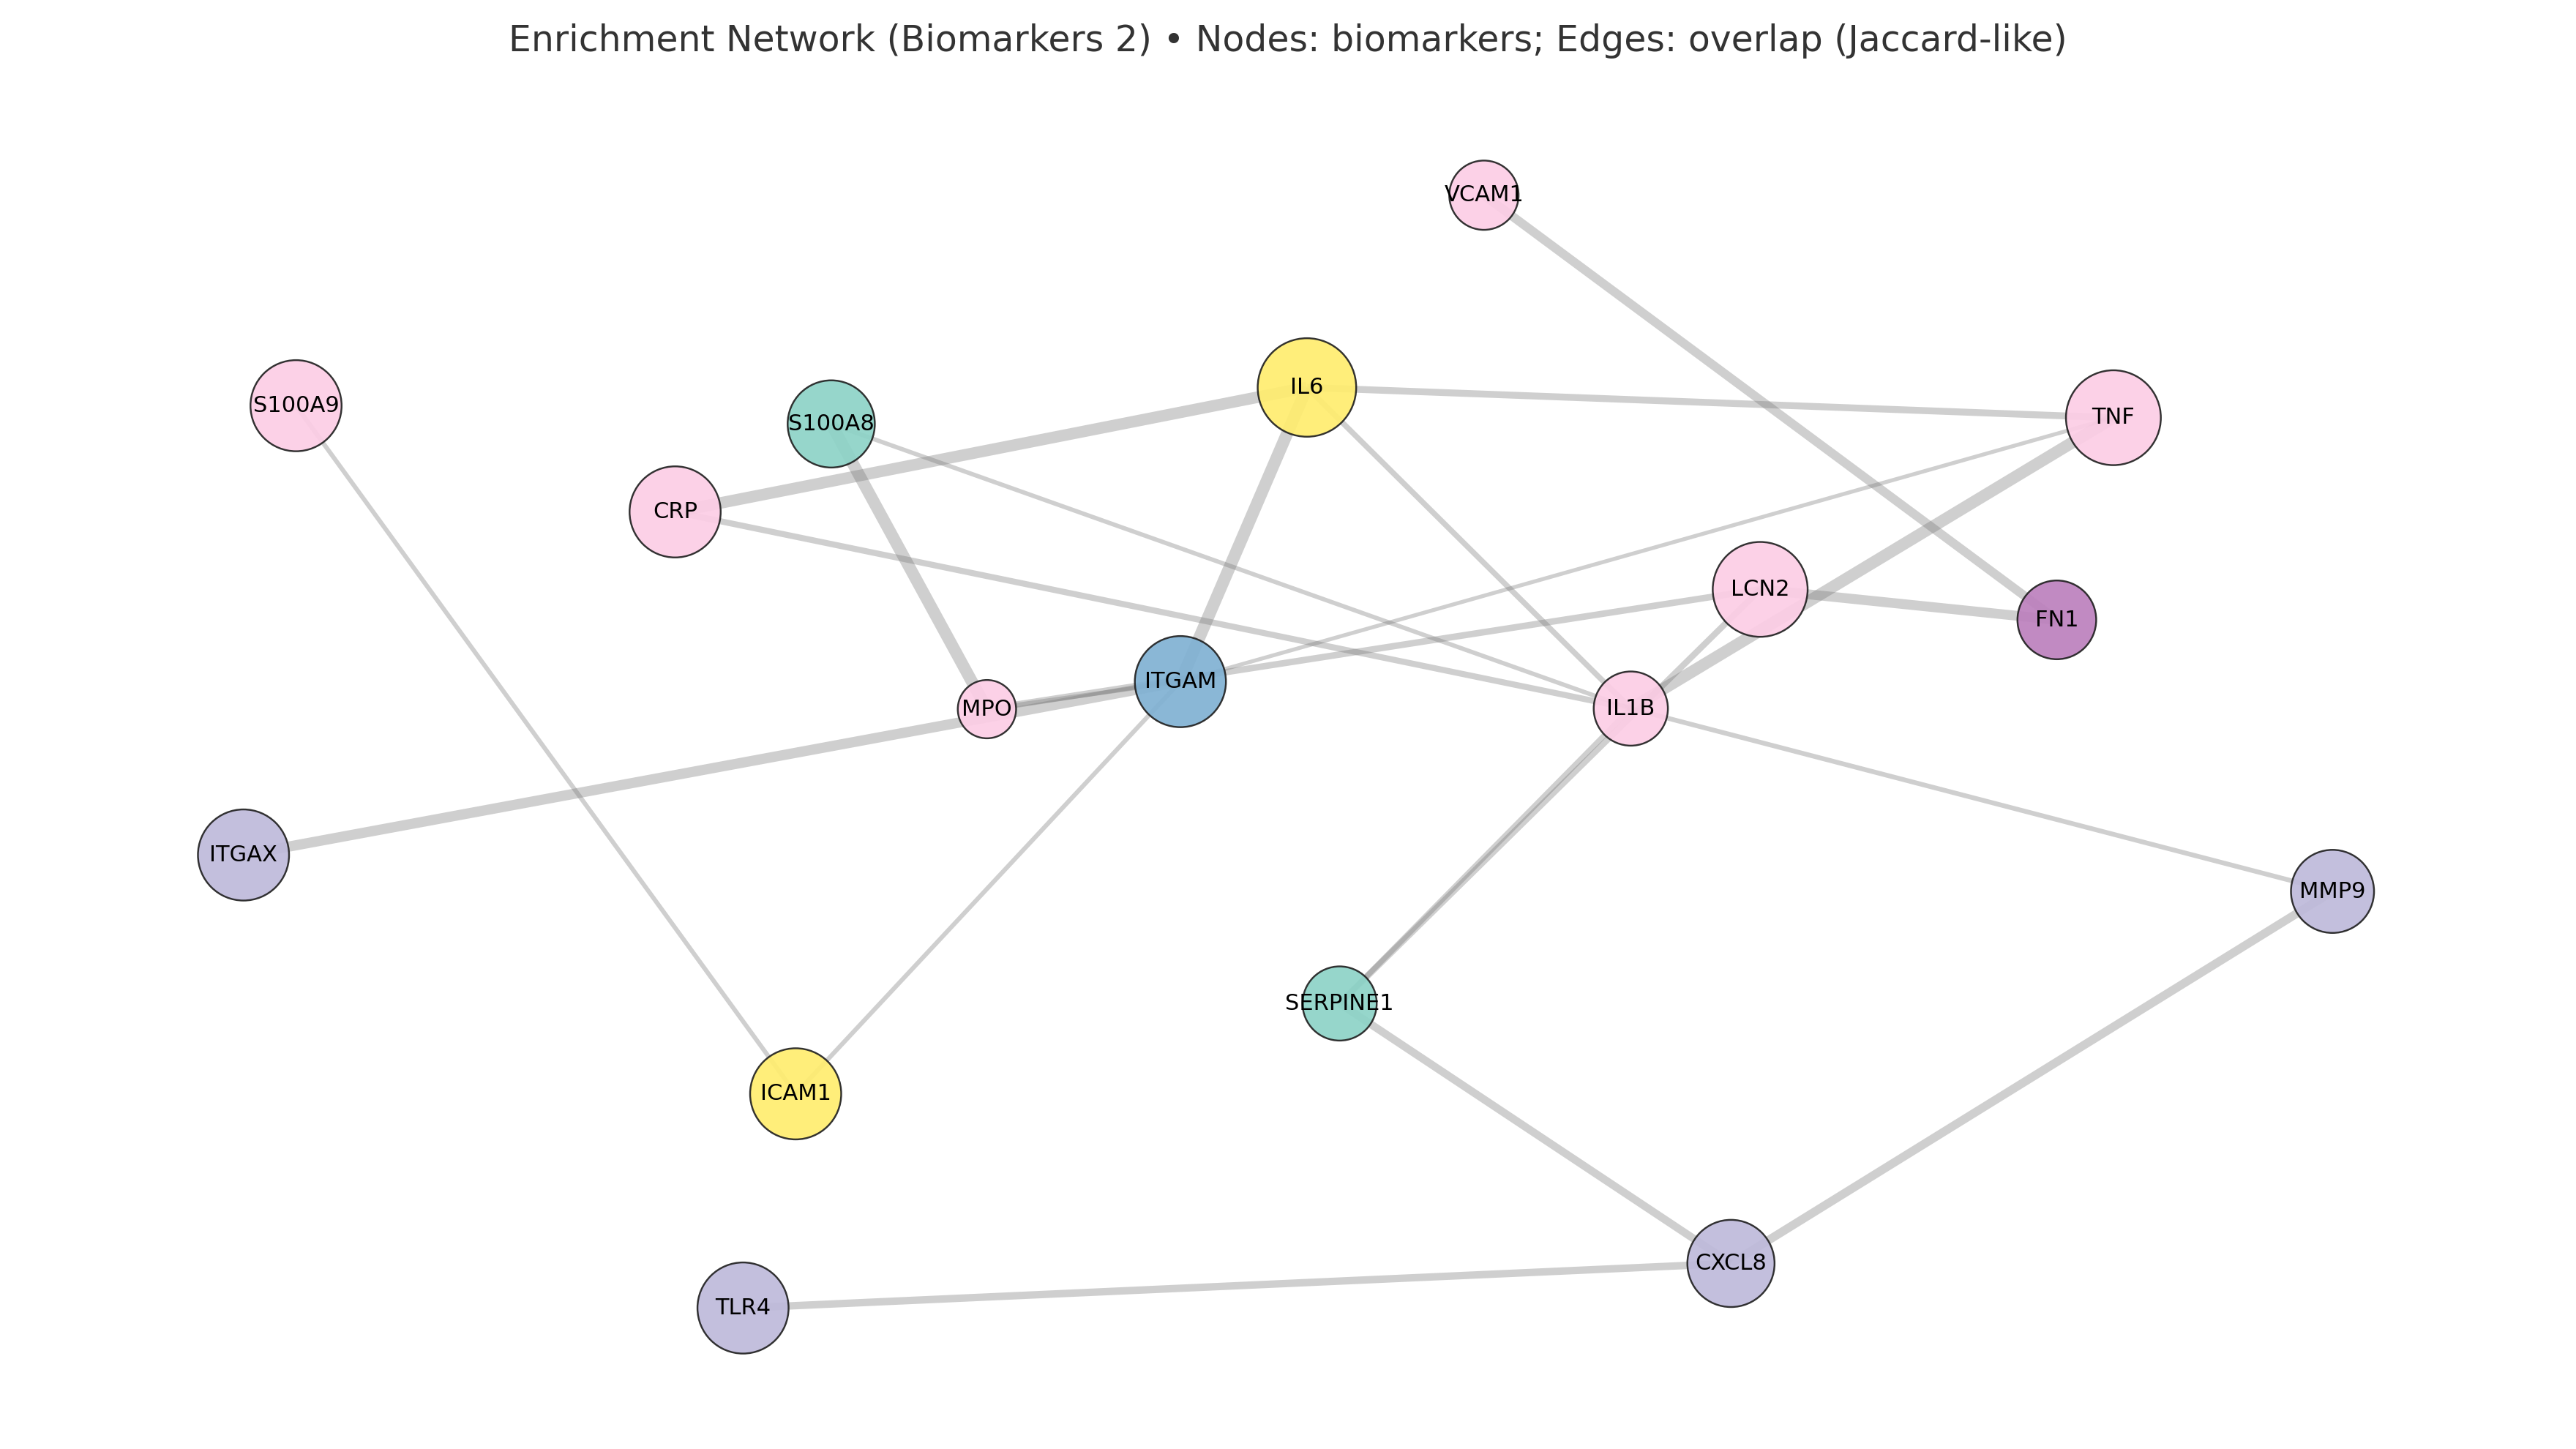 Enrichment Network (Biomarkers 2) • Nodes: biomarkers; Edges: overlap (Jaccard-like)
VCAM1
IL6
S100A9
TNF
S100A8
CRP
LCN2
FN1
ITGAM
MPO
IL1B
ITGAX
MMP9
SERPINE1
ICAM1
CXCL8
TLR4